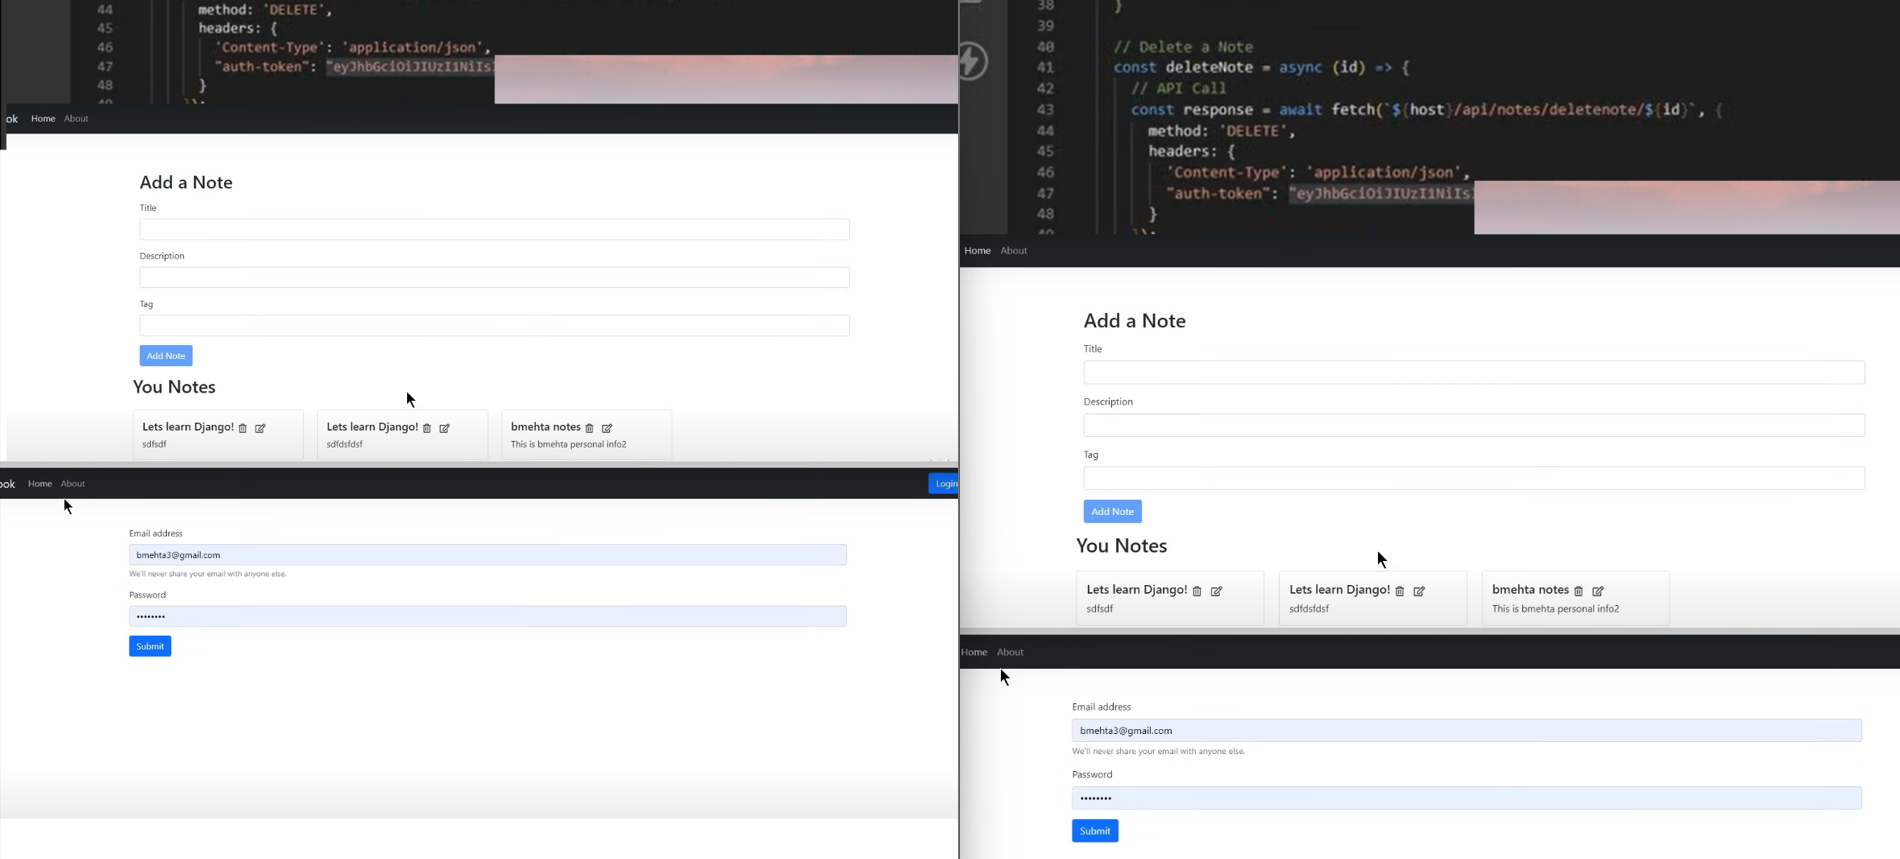 44 method: 'DELETE',
45 headers: {
46 'Content-Type': 'application/json',
47 "auth-token":
48 }
49 });
ok Home About
Add a Note
Title
Description
Tag
Add Note
You Notes
Lets learn Django!
sdfsdf
Lets learn Django!
sdfdsfdsf
bmehta notes
This is bmehta personal info2
ook Home About Login
Email address
bmehta3@gmail.com
We'll never share your email with anyone else.
Password
••••••••
Submit
38 }
39
40 // Delete a Note
41 const deleteNote = async (id) => {
42 // API Call
43 const response = await fetch(`${host}/api/notes/deletenote/${id}`, {
44 method: 'DELETE',
45 headers: {
46 'Content-Type': 'application/json',
47 "auth-token":
48 }
49 });
Home About
Add a Note
Title
Description
Tag
Add Note
You Notes
Lets learn Django!
sdfsdf
Lets learn Django!
sdfdsfdsf
bmehta notes
This is bmehta personal info2
Home About
Email address
bmehta3@gmail.com
We'll never share your email with anyone else.
Password
••••••••
Submit